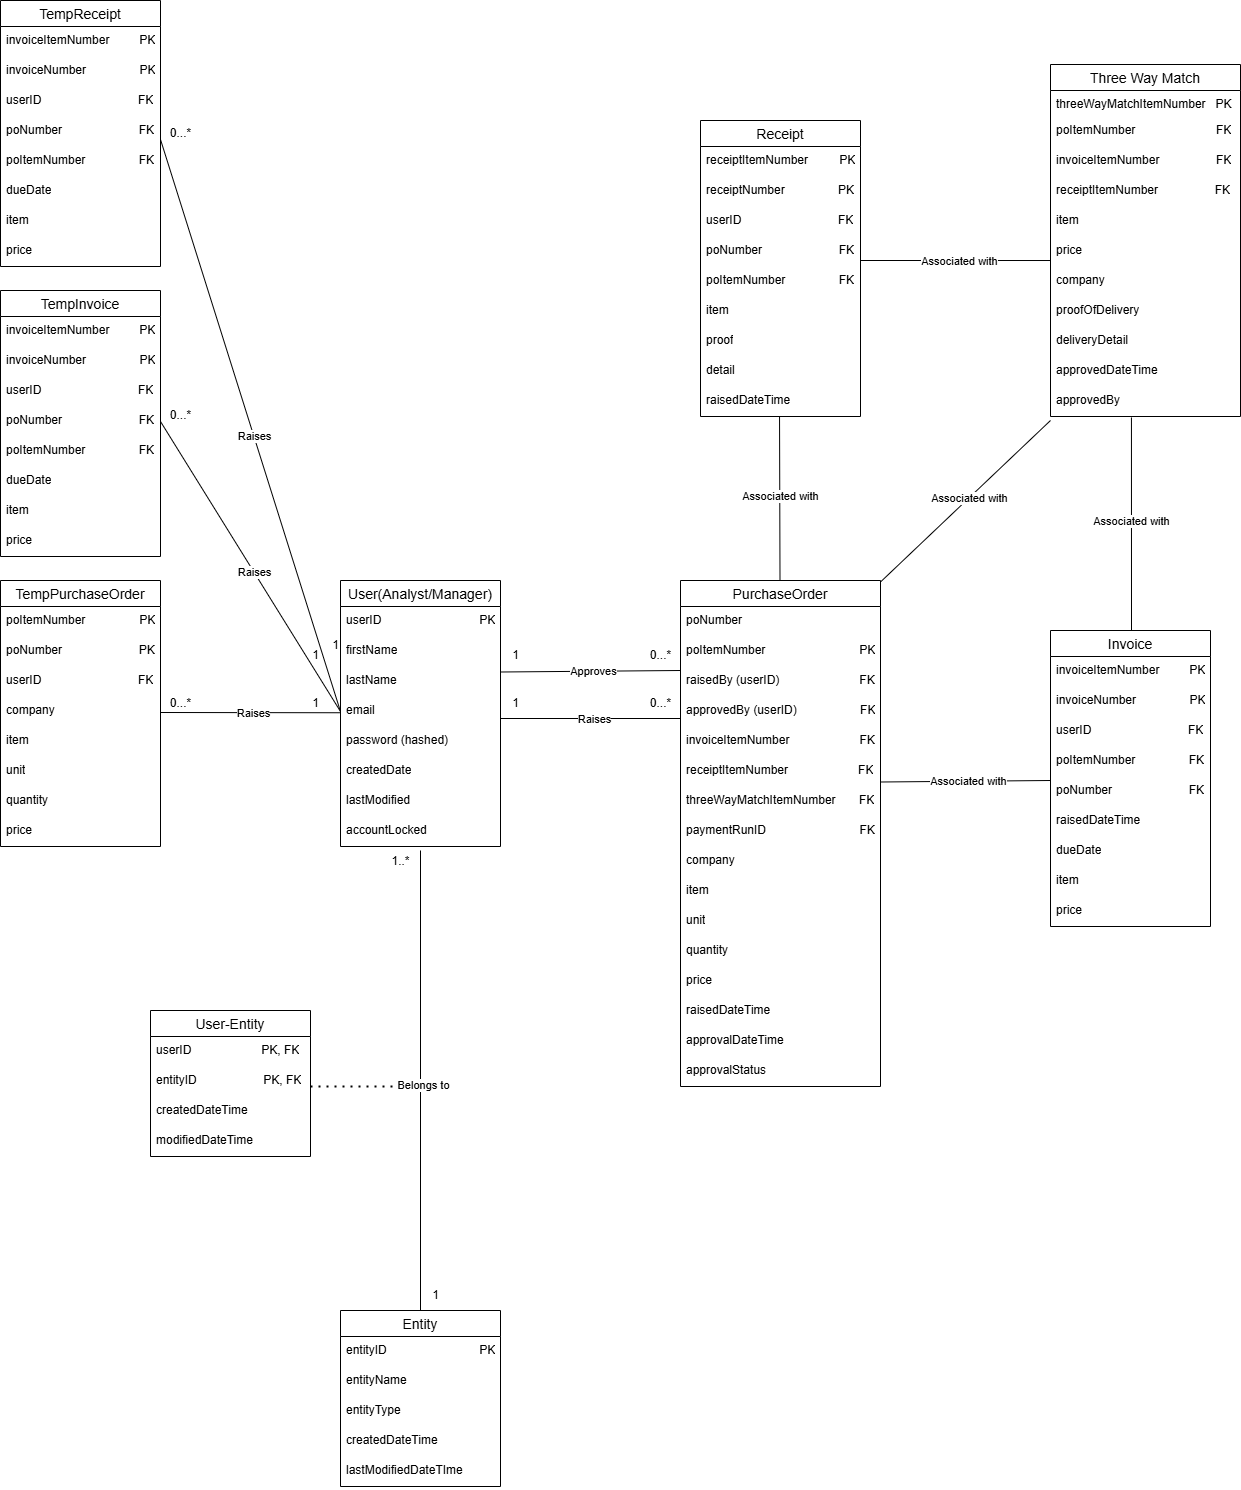 TempReceipt
invoiceItemNumber PK
invoiceNumber PK
userID FK
poNumber FK
poItemNumber FK
dueDate
item
price
0...*
TempInvoice
invoiceItemNumber PK
invoiceNumber PK
userID FK
poNumber FK
poItemNumber FK
dueDate
item
price
0...*
Raises
Raises
TempPurchaseOrder
poItemNumber PK
poNumber PK
userID FK
company
item
unit
quantity
price
0...*
Raises
1
1
1
User(Analyst/Manager)
userID PK
firstName
lastName
email
password (hashed)
createdDate
lastModified
accountLocked
1
Approves
0...*
1
Raises
0...*
1..*
User-Entity
userID PK, FK
entityID PK, FK
createdDateTime
modifiedDateTime
Belongs to
1
Entity
entityID PK
entityName
entityType
createdDateTime
lastModifiedDateTIme
Receipt
receiptItemNumber PK
receiptNumber PK
userID FK
poNumber FK
poItemNumber FK
item
proof
detail
raisedDateTime
Associated with
Three Way Match
threeWayMatchItemNumber PK
poItemNumber FK
invoiceItemNumber FK
receiptItemNumber FK
item
price
company
proofOfDelivery
deliveryDetail
approvedDateTime
approvedBy
Associated with
Associated with
Associated with
PurchaseOrder
poNumber
poItemNumber PK
raisedBy (userID) FK
approvedBy (userID) FK
invoiceItemNumber FK
receiptItemNumber FK
threeWayMatchItemNumber FK
paymentRunID FK
company
item
unit
quantity
price
raisedDateTime
approvalDateTime
approvalStatus
Associated with
Invoice
invoiceItemNumber PK
invoiceNumber PK
userID FK
poItemNumber FK
poNumber FK
raisedDateTime
dueDate
item
price